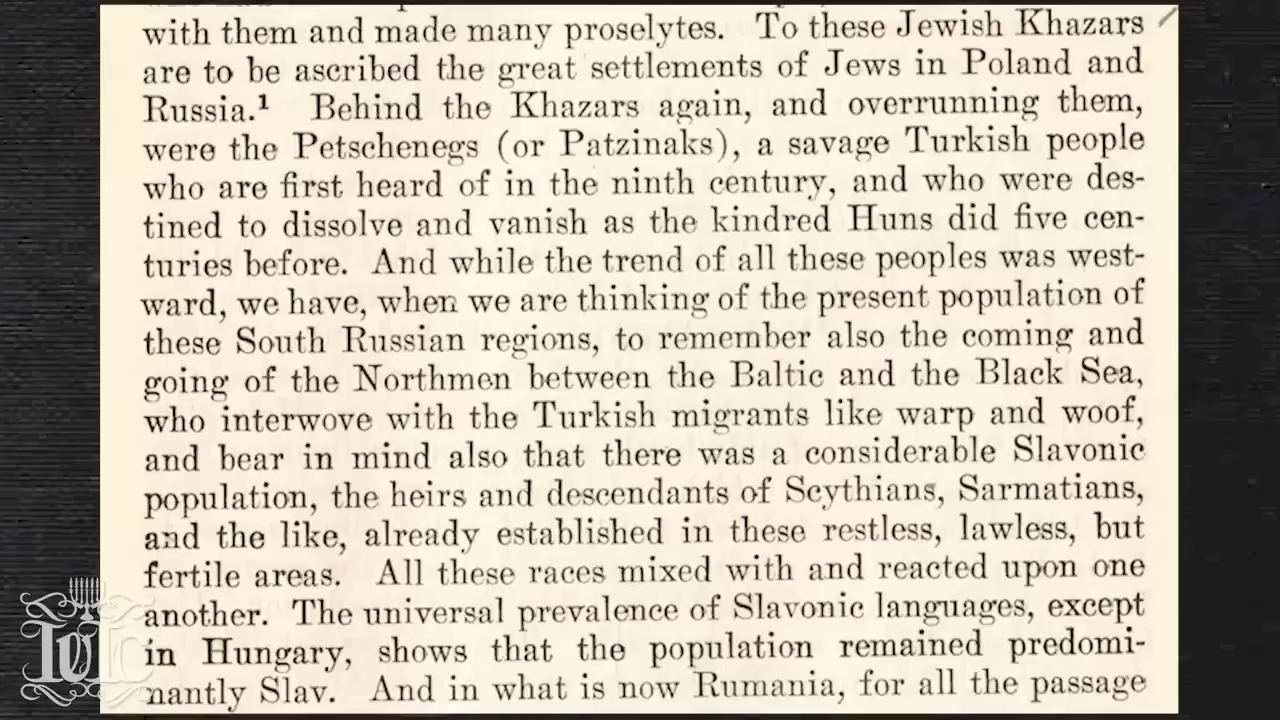 with them and made many proselytes. To these Jewish Khazars
are to be ascribed the great settlements of Jews in Poland and
Russia.¹ Behind the Khazars again, and overrunning them,
were the Petschenegs (or Patzinaks), a savage Turkish people
who are first heard of in the ninth century, and who were des-
tined to dissolve and vanish as the kindred Huns did five cen-
turies before. And while the trend of all these peoples was west-
ward, we have, when we are thinking of the present population of
these South Russian regions, to remember also the coming and
going of the Northmen between the Baltic and the Black Sea,
who interwove with the Turkish migrants like warp and woof,
and bear in mind also that there was a considerable Slavonic
population, the heirs and descendants of Scythians, Sarmatians,
and the like, already established in these restless, lawless, but
fertile areas. All these races mixed with and reacted upon one
another. The universal prevalence of Slavonic languages, except
in Hungary, shows that the population remained predomi-
nantly Slav. And in what is now Rumania, for all the passage